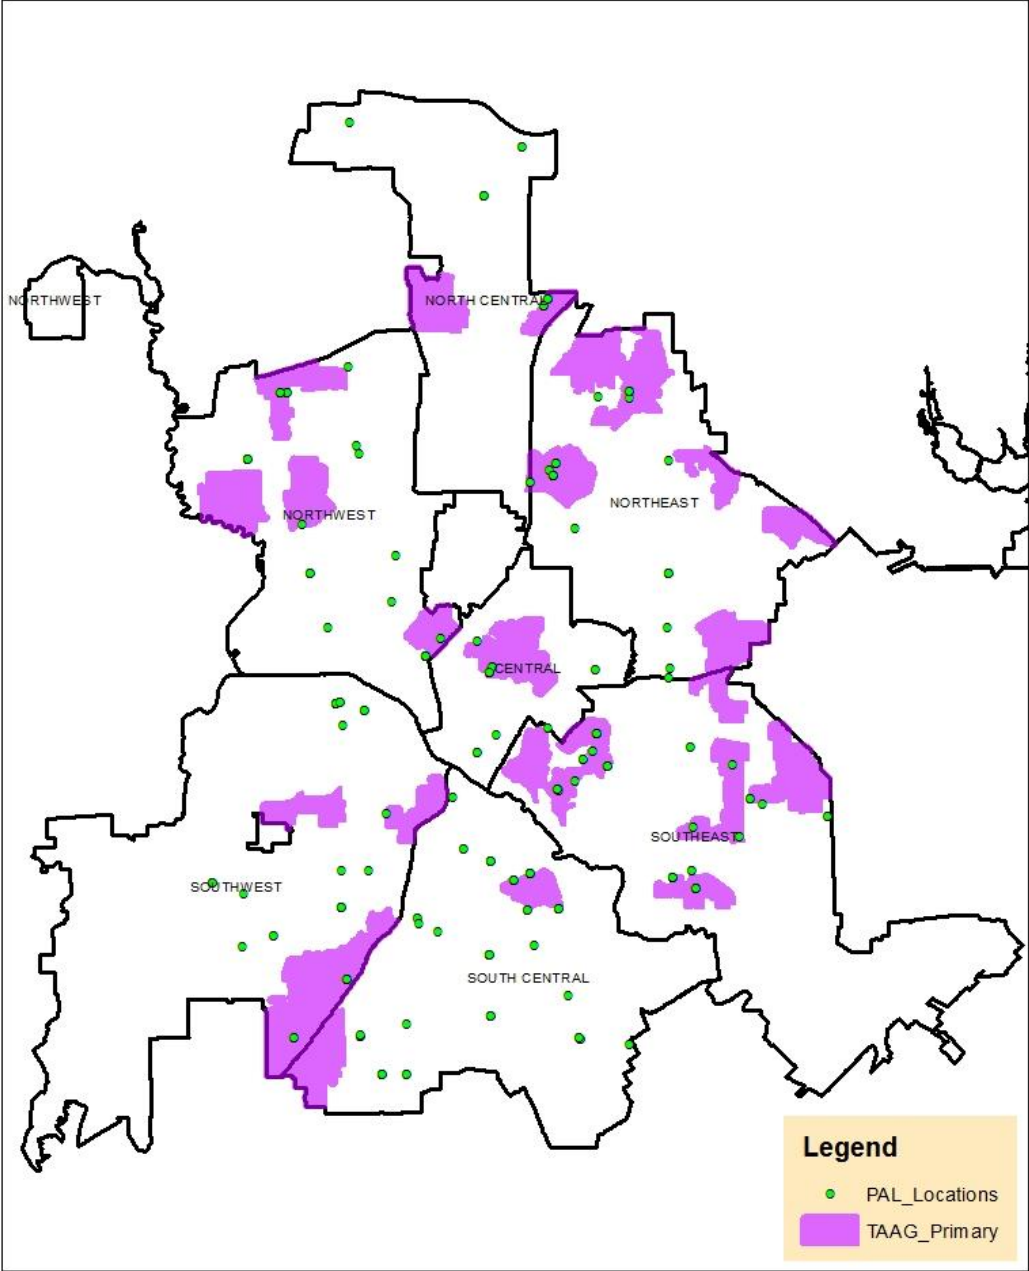 NORTHWEST
NORTH CENTRAL
NORTHEAST
NORTHWEST
CENTRAL
SOUTHEAST
SOUTHWEST
SOUTH CENTRAL
Legend
PAL_Locations
TAAG_Primary